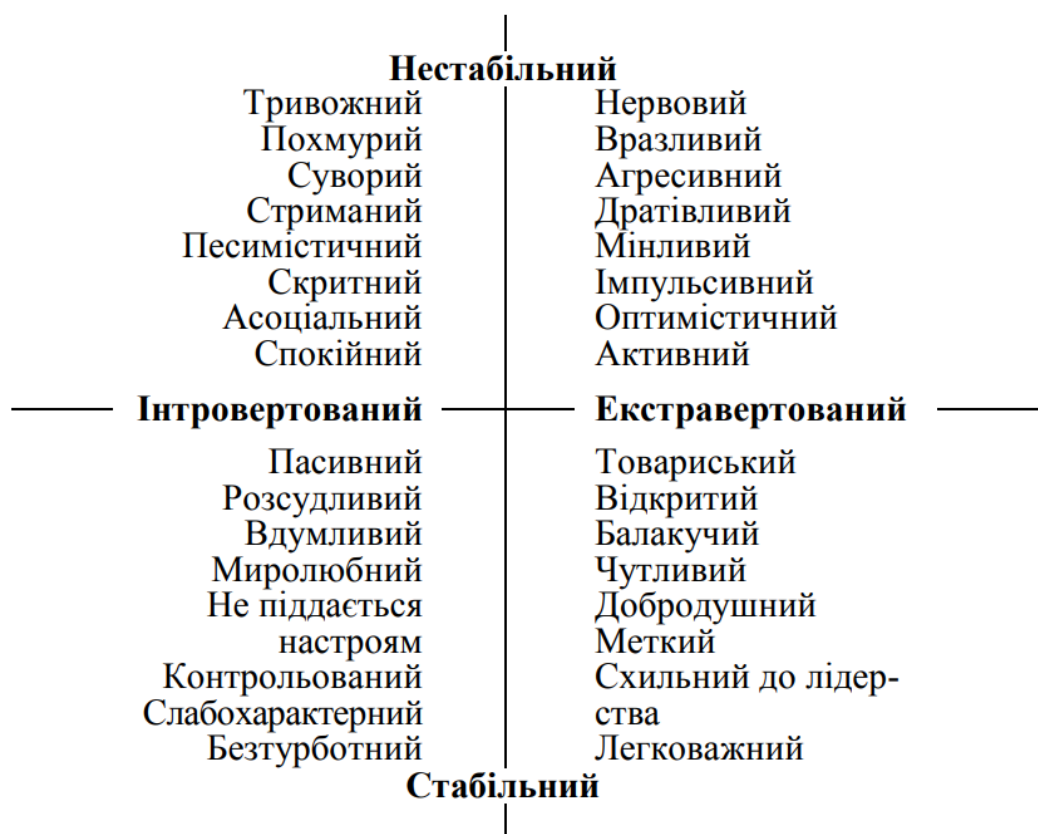 Нестабільний
Тривожний
Похмурий
Суворий
Стриманий
Песимістичний
Скритний
Асоціальний
Спокійний
Нервовий
Вразливий
Агресивний
Дратівливий
Мінливий
Імпульсивний
Оптимістичний
Активний
Інтровертований
Екстравертований
Пасивний
Розсудливий
Вдумливий
Миролюбний
Не піддається
настроям
Контрольований
Слабохарактерний
Безтурботний
Товариський
Відкритий
Балакучий
Чутливий
Добродушний
Меткий
Схильний до лідер-
ства
Легковажний
Стабільний